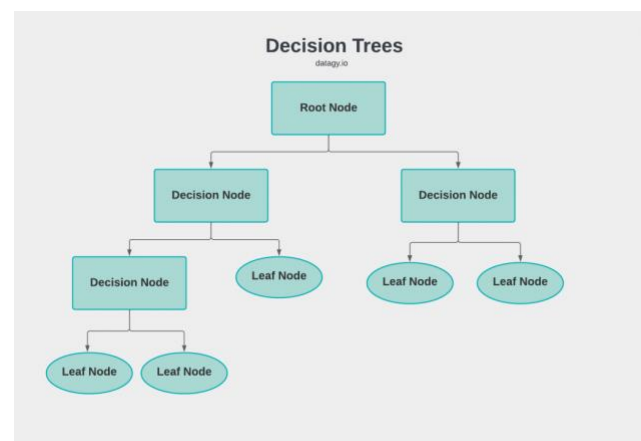 Decision Trees
datagy.io
Root Node
Decision Node
Decision Node
Decision Node
Leaf Node
Leaf Node
Leaf Node
Leaf Node
Leaf Node